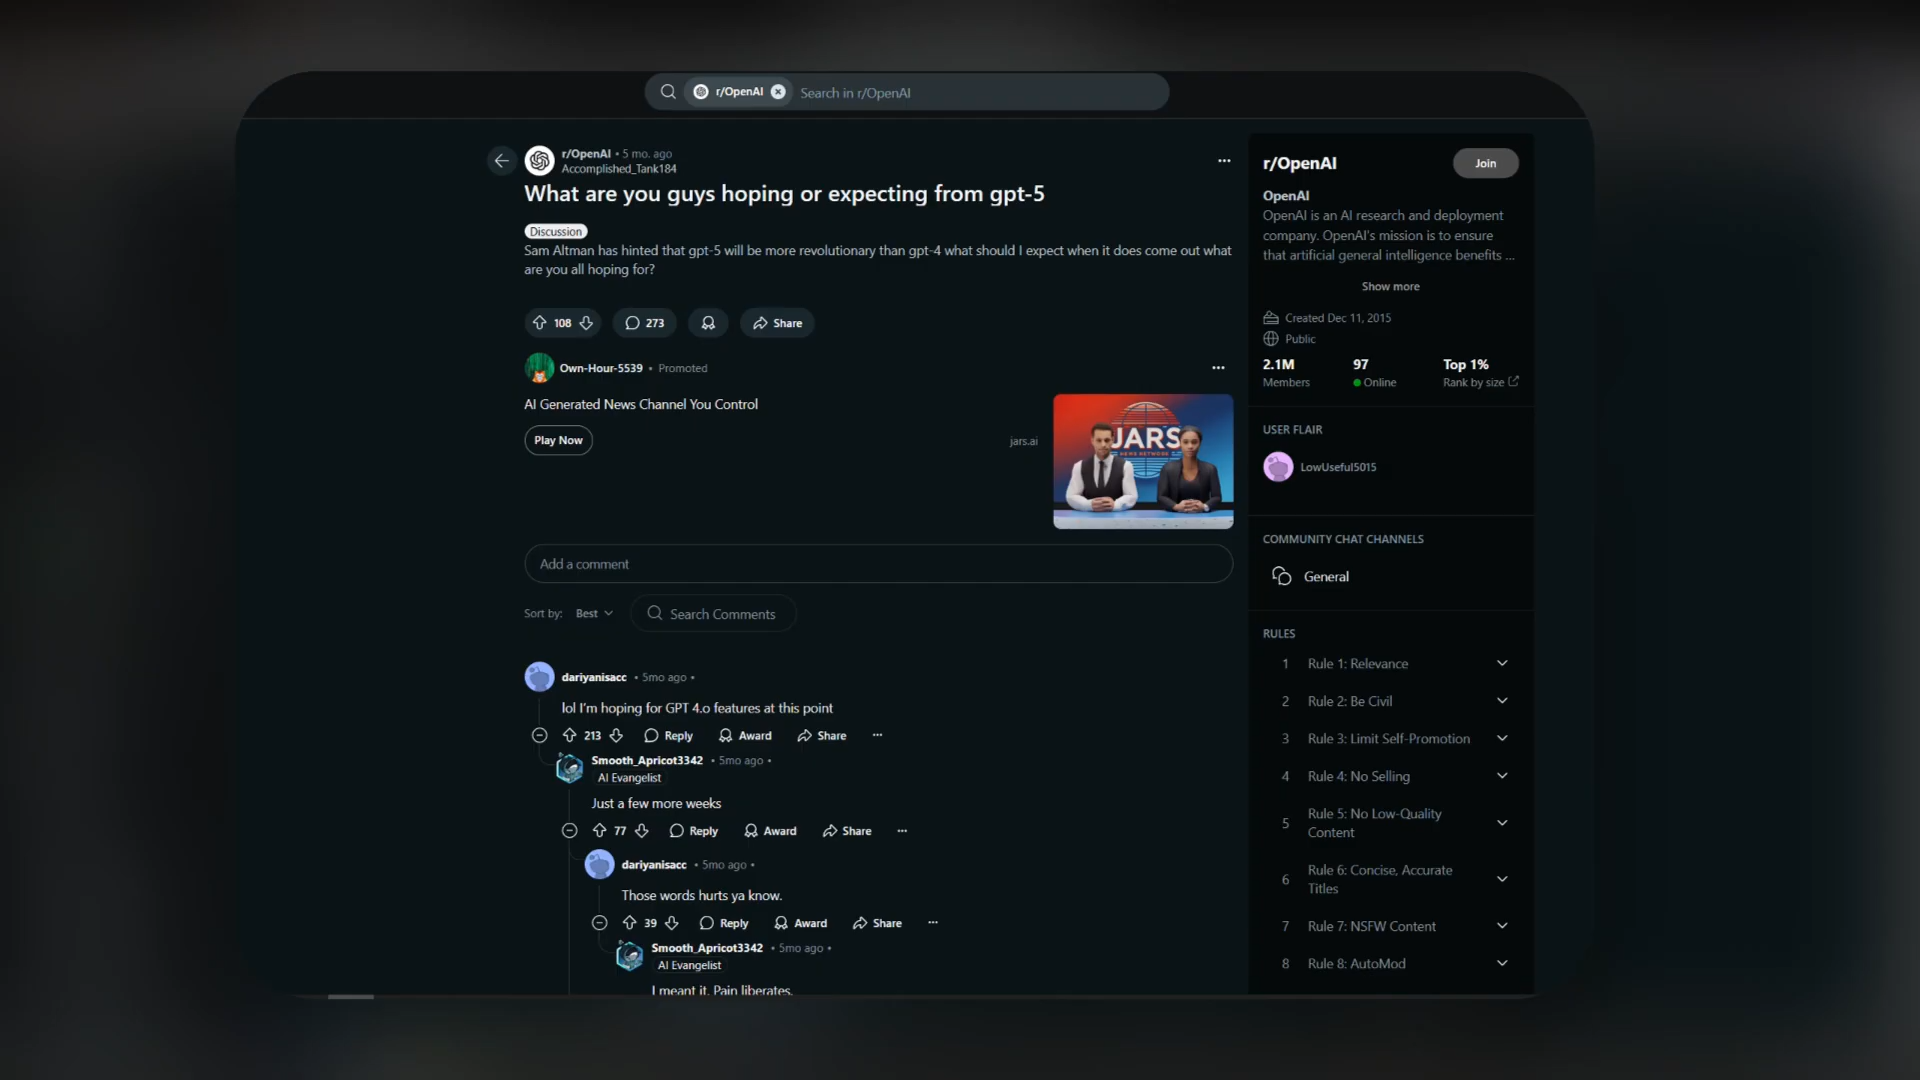 r/OpenAI
Search in r/OpenAI
r/OpenAI • 5 mo. ago
Accomplished_Tank184
What are you guys hoping or expecting from gpt-5
Discussion
Sam Altman has hinted that gpt-5 will be more revolutionary than gpt-4 what should I expect when it does come out what
are you all hoping for?
108
273
Share
Own-Hour-5539 • Promoted
AI Generated News Channel You Control
Play Now
jars.ai
JARS
NEWS NETWORK
Add a comment
Sort by: Best
Search Comments
dariyanisacc • 5mo ago •
lol I'm hoping for GPT 4.o features at this point
213 Reply Award Share
Smooth_Apricot3342 • 5mo ago •
AI Evangelist
Just a few more weeks
77 Reply Award Share
dariyanisacc • 5mo ago •
Those words hurts ya know.
39 Reply Award Share
Smooth_Apricot3342 • 5mo ago •
AI Evangelist
I meant it. Pain liberates.
r/OpenAI
Join
OpenAI
OpenAI is an AI research and deployment
company. OpenAI's mission is to ensure
that artificial general intelligence benefits ...
Show more
Created Dec 11, 2015
Public
2.1M 97 Top 1%
Members Online Rank by size
USER FLAIR
LowUseful5015
COMMUNITY CHAT CHANNELS
General
RULES
1 Rule 1: Relevance
2 Rule 2: Be Civil
3 Rule 3: Limit Self-Promotion
4 Rule 4: No Selling
5 Rule 5: No Low-Quality
Content
6 Rule 6: Concise, Accurate
Titles
7 Rule 7: NSFW Content
8 Rule 8: AutoMod